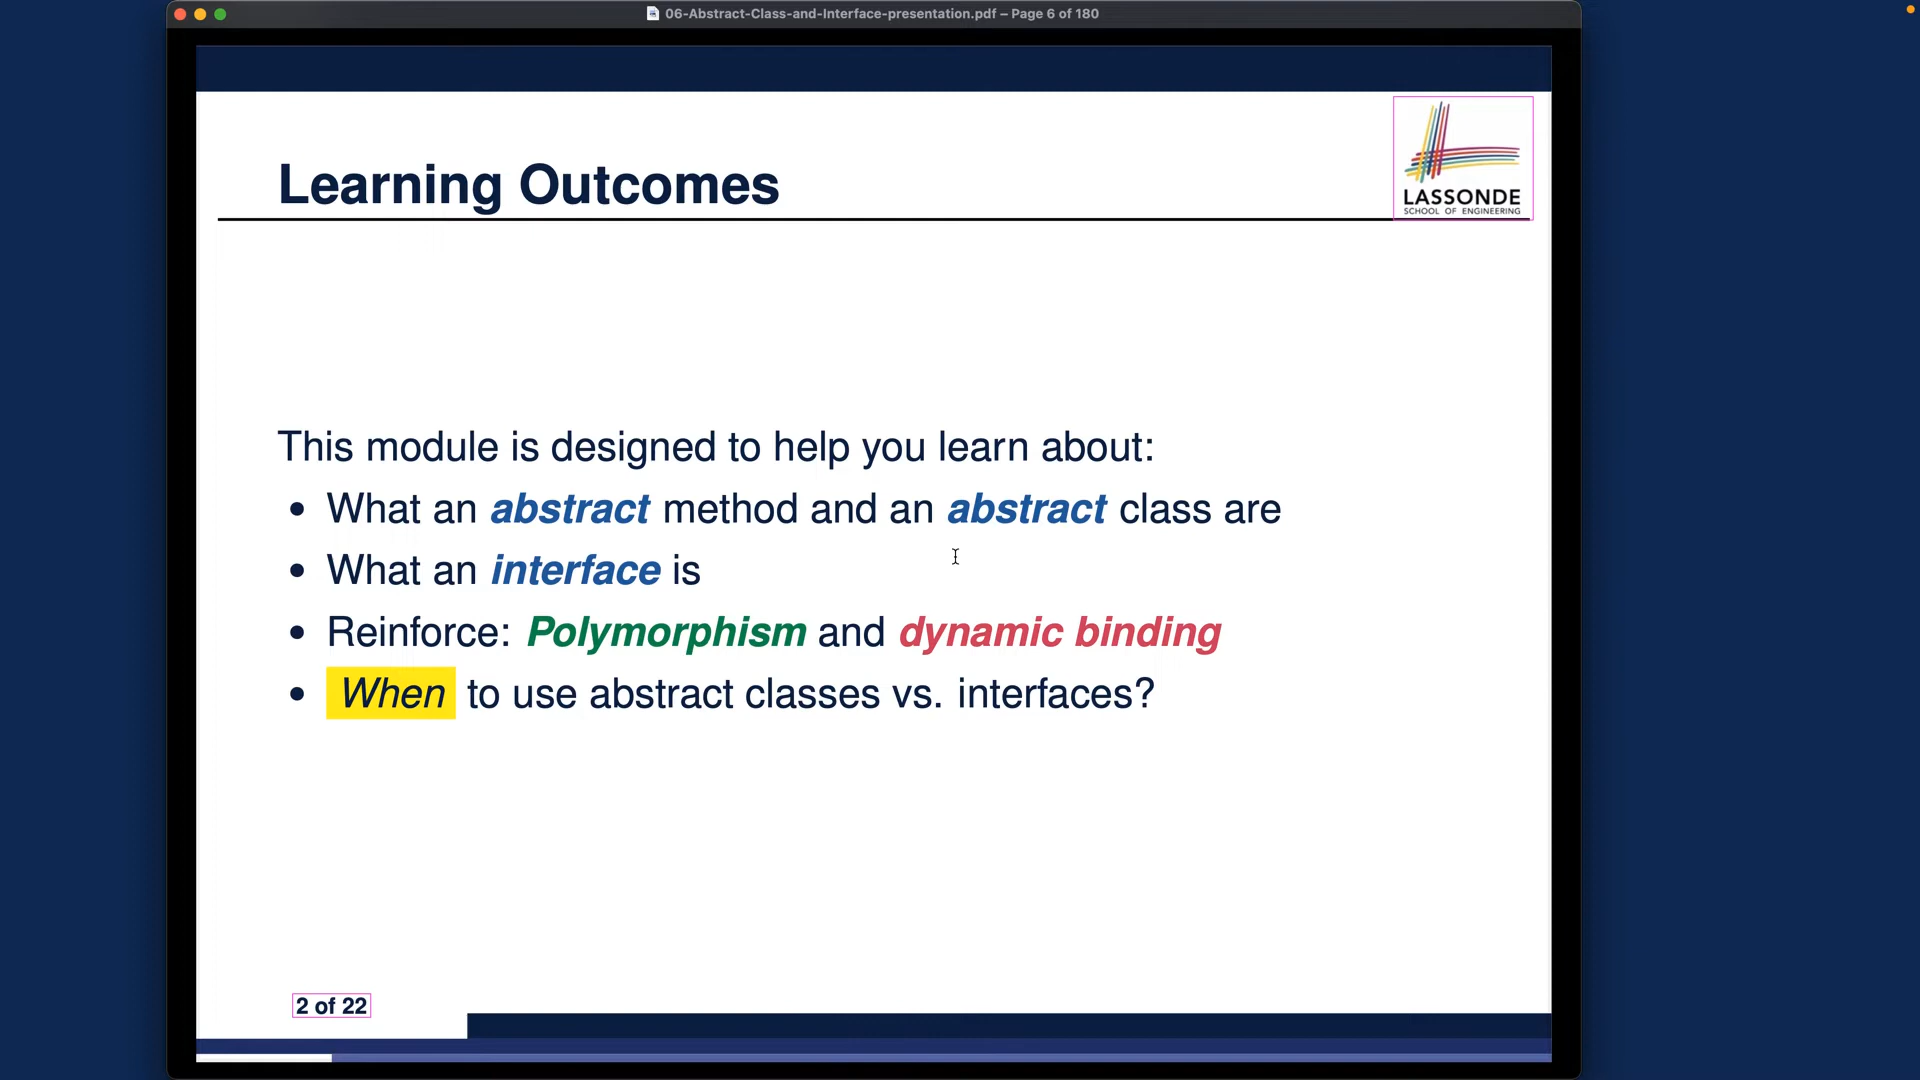 06-Abstract-Class-and-Interface-presentation.pdf – Page 6 of 180
Learning Outcomes
LASSONDE
SCHOOL OF ENGINEERING
This module is designed to help you learn about:
• What an abstract method and an abstract class are
• What an interface is
• Reinforce: Polymorphism and dynamic binding
• When to use abstract classes vs. interfaces?
2 of 22